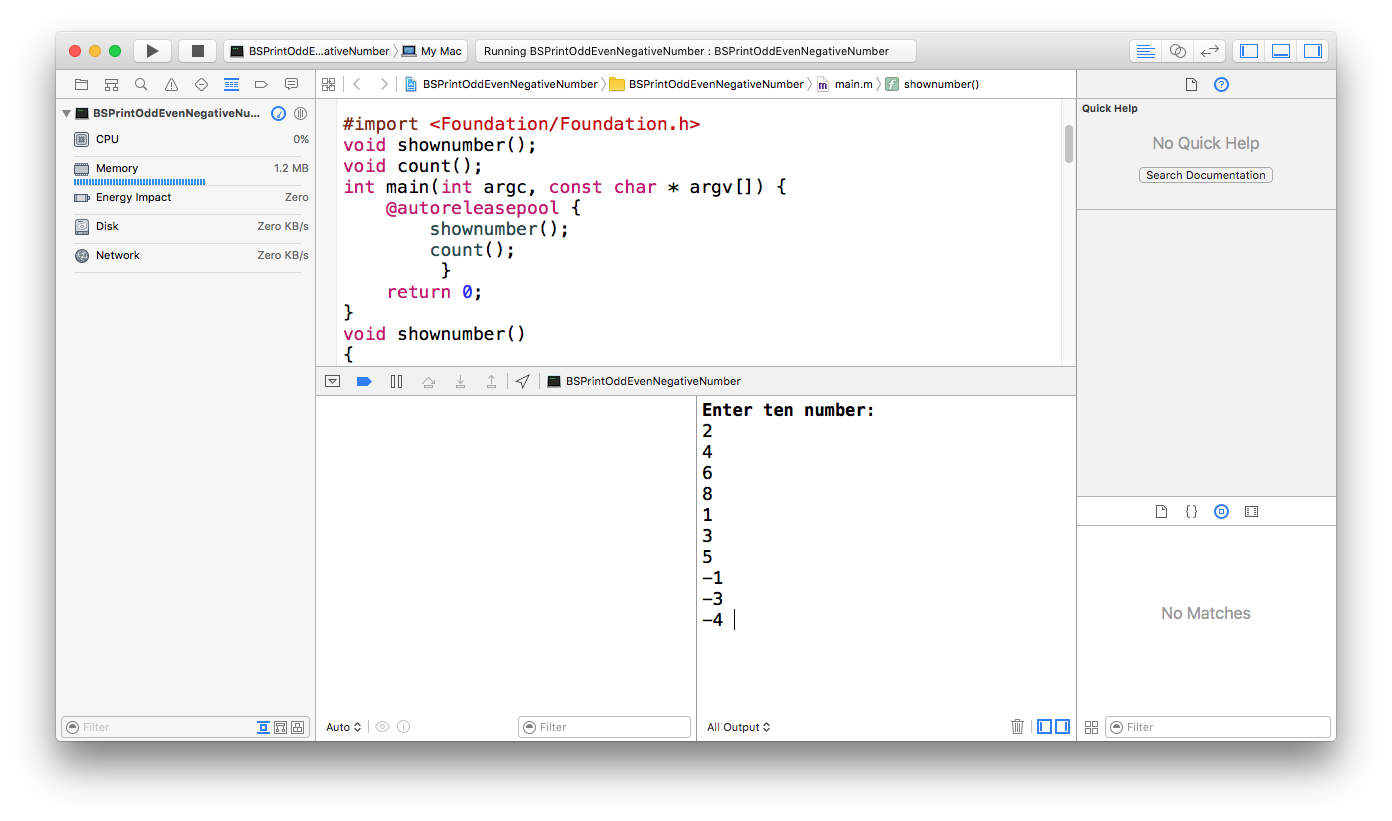 BSPrintOddE...ativeNumber My Mac
Running BSPrintOddEvenNegativeNumber : BSPrintOddEvenNegativeNumber
BSPrintOddEvenNegativeNu...
CPU 0%
Memory 1.2 MB
Energy Impact Zero
Disk Zero KB/s
Network Zero KB/s
Filter
BSPrintOddEvenNegativeNumber BSPrintOddEvenNegativeNumber m main.m f shownumber()
#import <Foundation/Foundation.h>
void shownumber();
void count();
int main(int argc, const char * argv[]) {
@autoreleasepool {
shownumber();
count();
}
return 0;
}
void shownumber()
{
BSPrintOddEvenNegativeNumber
Auto
Filter
Enter ten number:
2
4
6
8
1
3
5
-1
-3
-4
All Output
Quick Help
No Quick Help
Search Documentation
{}
No Matches
Filter